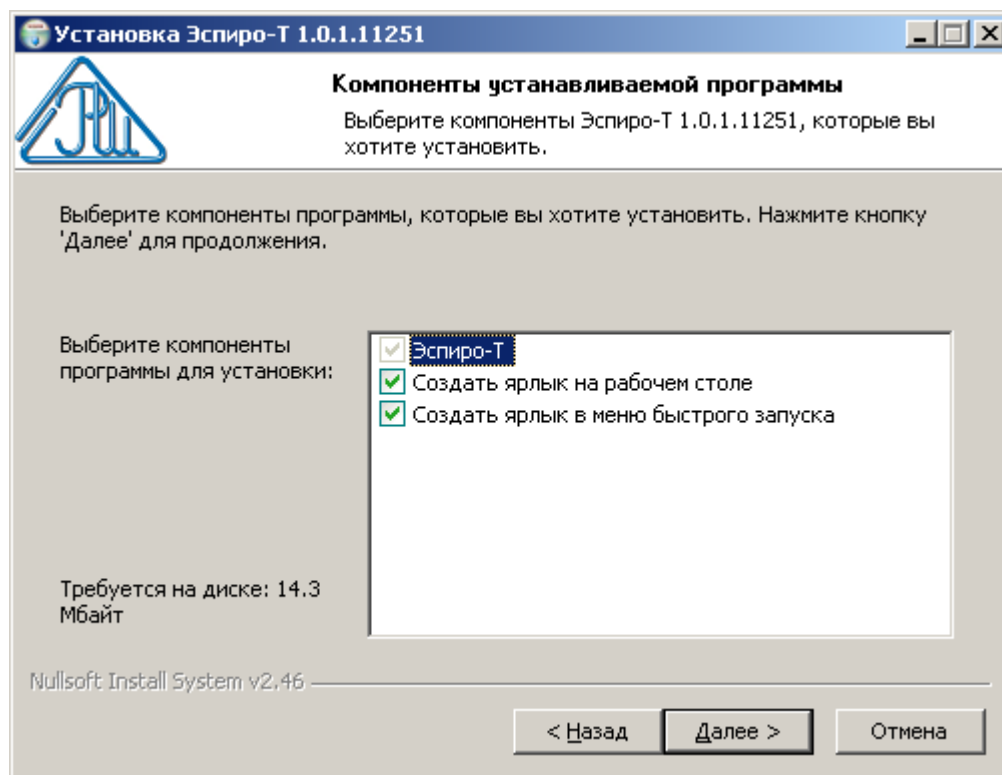 Установка Эспиро-Т 1.0.1.11251
Компоненты устанавливаемой программы
Выберите компоненты Эспиро-Т 1.0.1.11251, которые вы
хотите установить.
Выберите компоненты программы, которые вы хотите установить. Нажмите кнопку
'Далее' для продолжения.
Выберите компоненты
программы для установки:
Эспиро-Т
Создать ярлык на рабочем столе
Создать ярлык в меню быстрого запуска
Требуется на диске: 14.3
Мбайт
Nullsoft Install System v2.46
< Назад
Далее >
Отмена